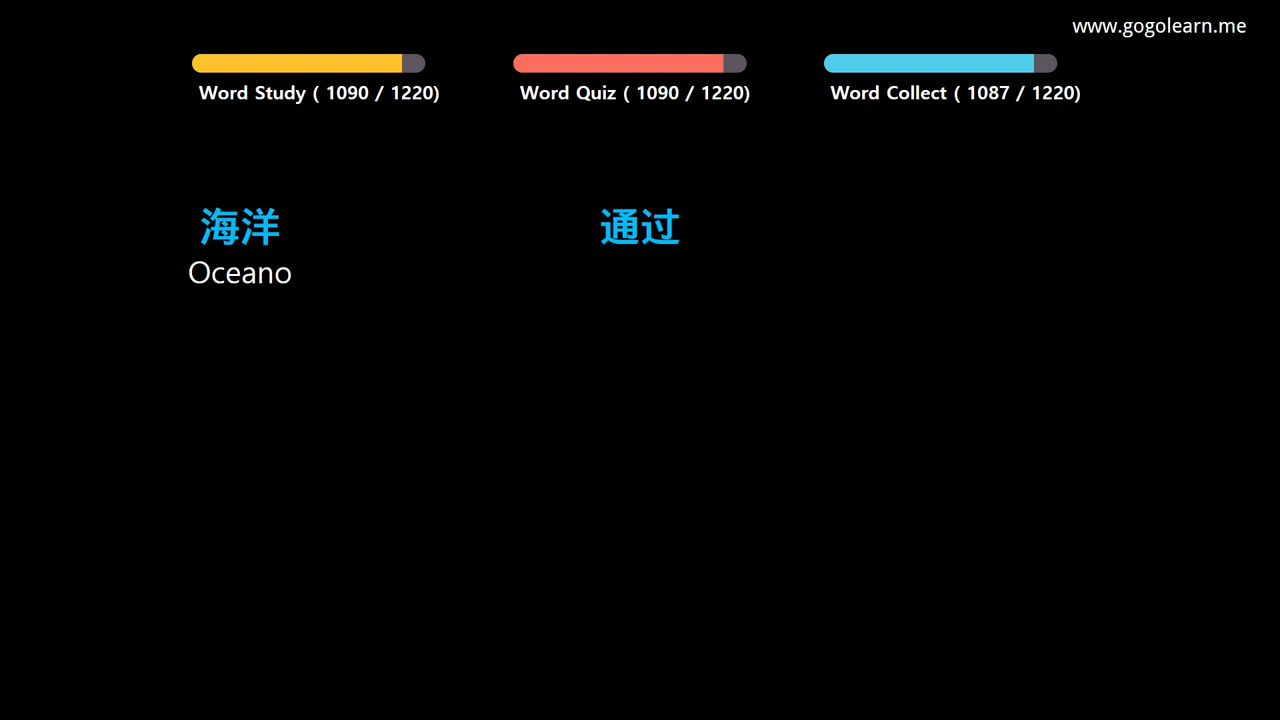 www.gogolearn.me
Word Study ( 1090 / 1220)
Word Quiz ( 1090 / 1220)
Word Collect ( 1087 / 1220)
海洋
通过
Oceano